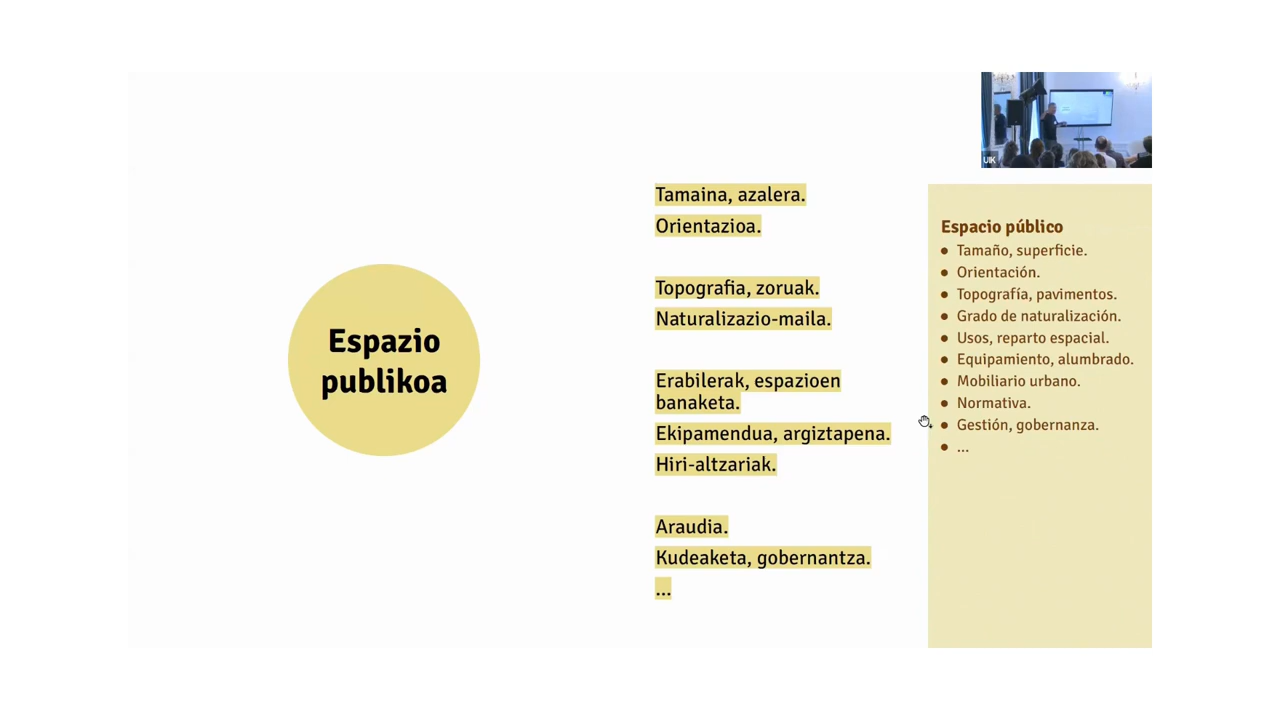 Espazio
publikoa
Tamaina, azalera.
Orientazioa.
Topografia, zoruak.
Naturalizazio-maila.
Erabilerak, espazioen
banaketa.
Ekipamendua, argiztapena.
Hiri-altzariak.
Araudia.
Kudeaketa, gobernantza.
...
UIK
Espacio público
• Tamaño, superficie.
• Orientación.
• Topografía, pavimentos.
• Grado de naturalización.
• Usos, reparto espacial.
• Equipamiento, alumbrado.
• Mobiliario urbano.
• Normativa.
• Gestión, gobernanza.
• ...